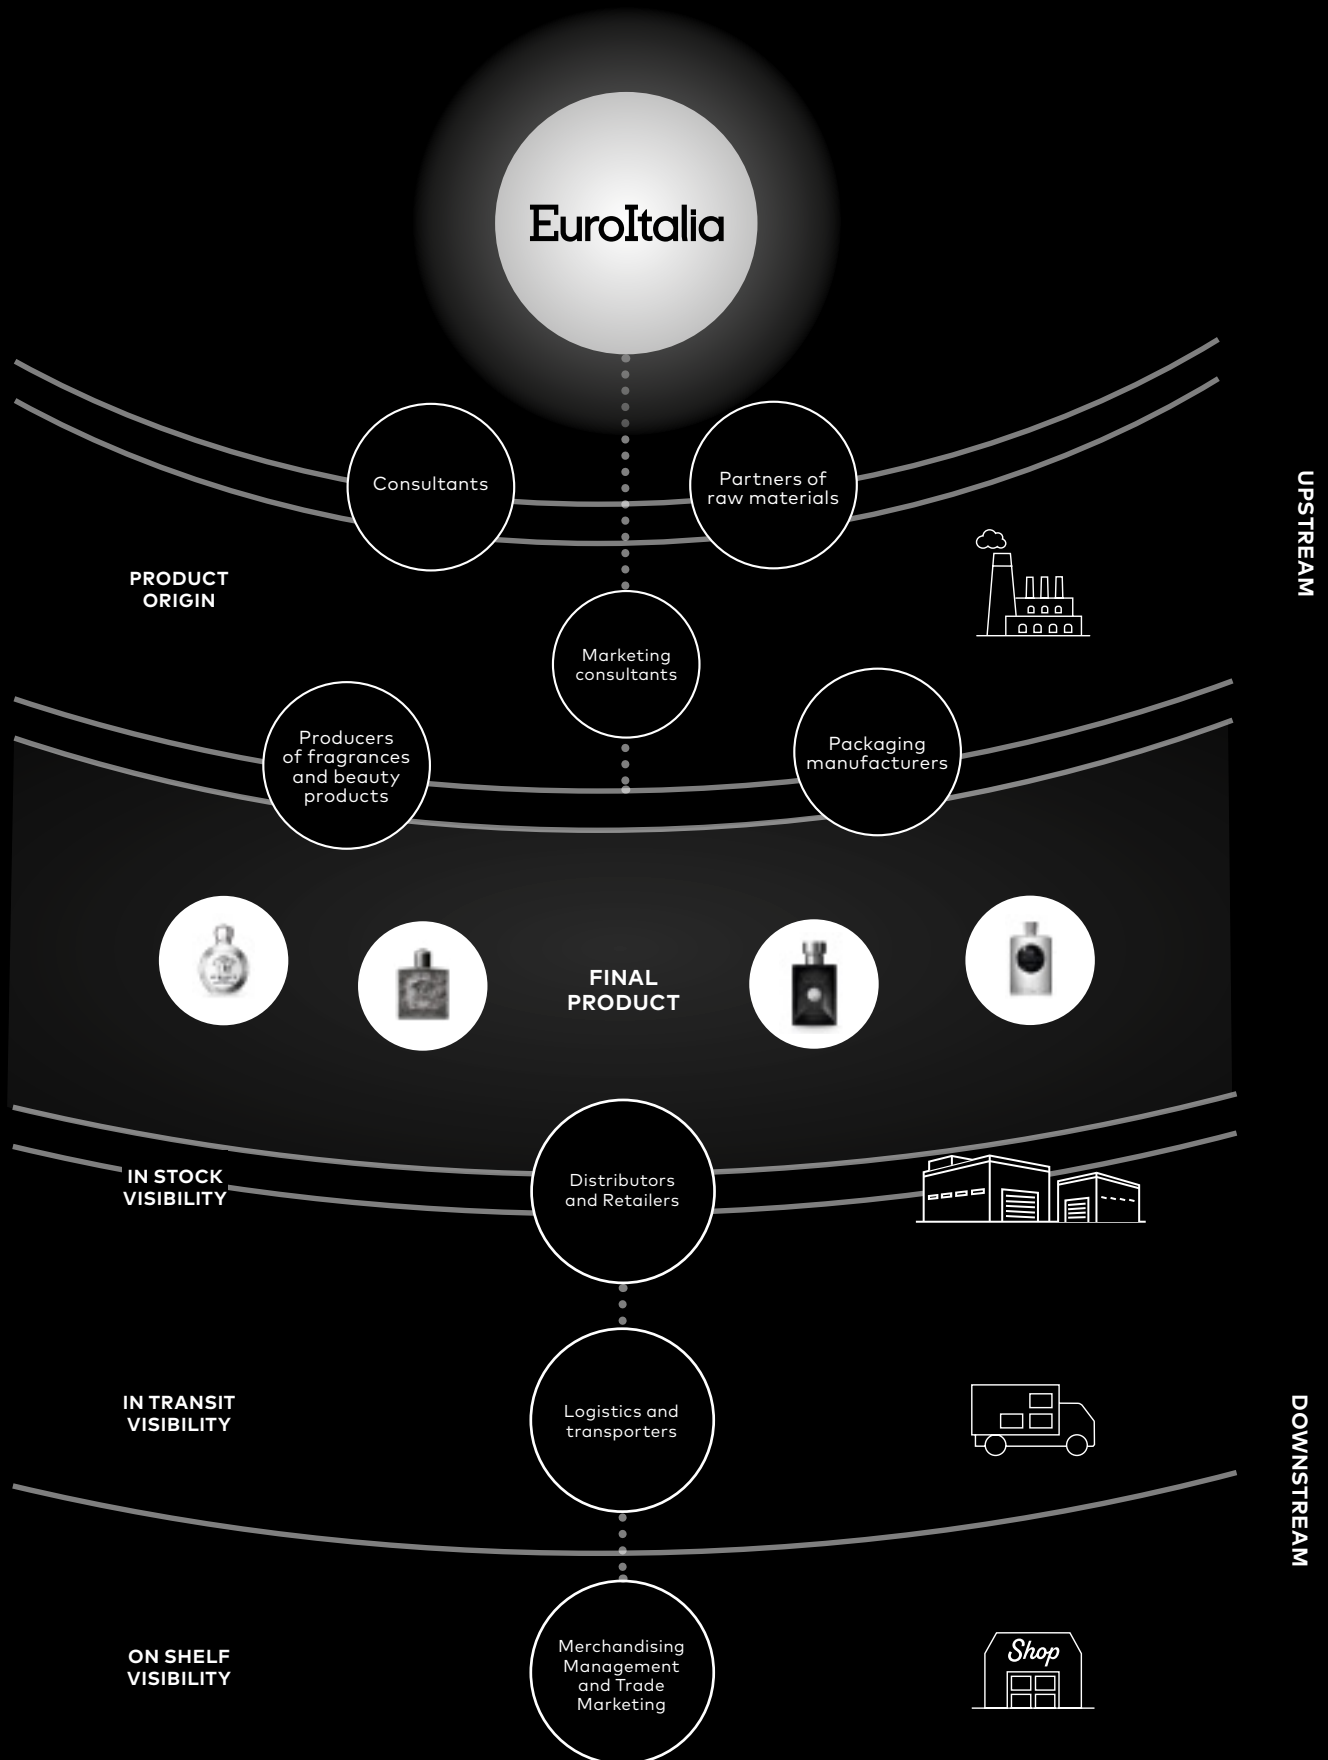 EuroItalia
Consultants
Partners of
raw materials
UPSTREAM
PRODUCT
ORIGIN
Marketing
consultants
Producers
of fragrances
and beauty
products
Packaging
manufacturers
FINAL
PRODUCT
IN STOCK
VISIBILITY
Distributors
and Retailers
IN TRANSIT
VISIBILITY
Logistics and
transporters
DOWNSTREAM
ON SHELF
VISIBILITY
Merchandising
Management
and Trade
Marketing
Shop